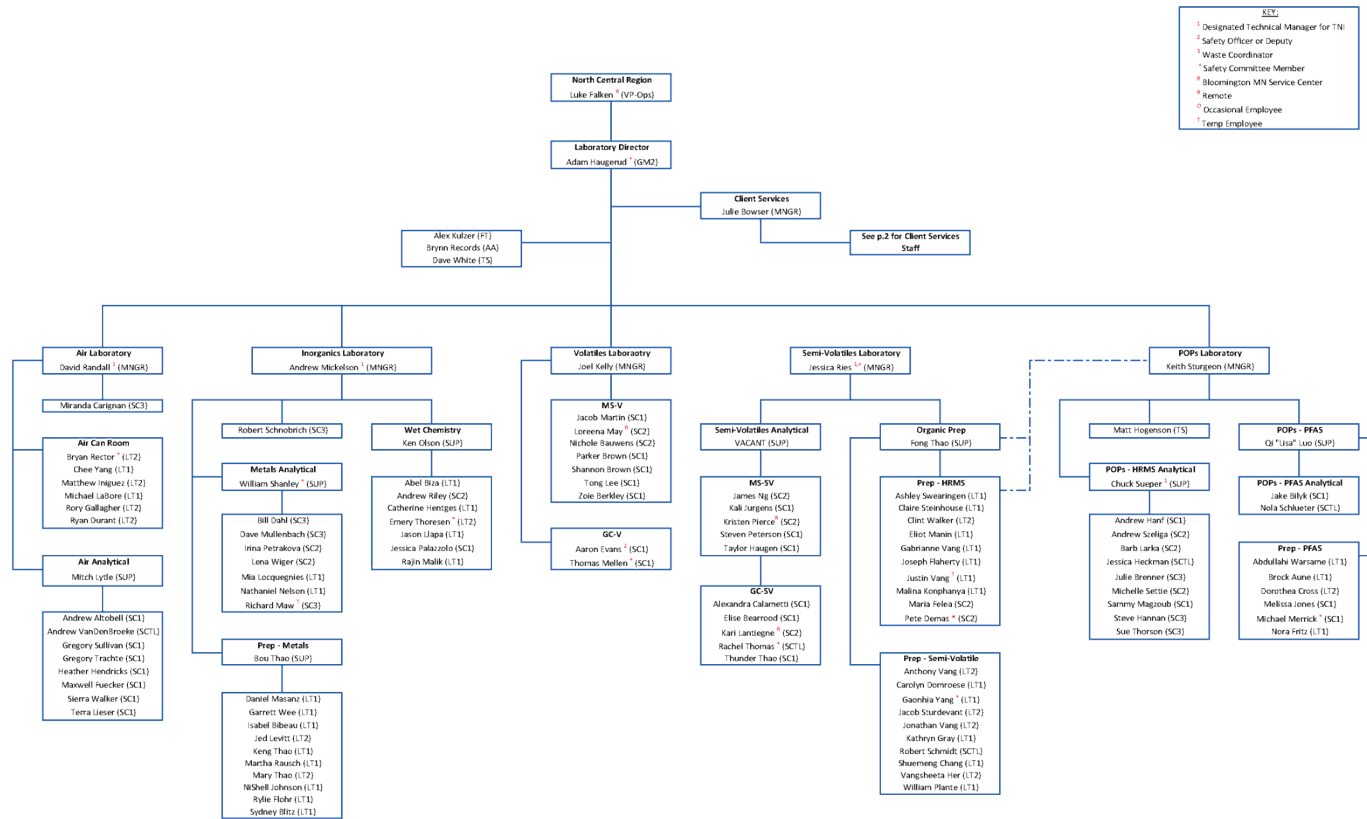 KEY:
1 Designated Technical Manager for TNI
2 Safety Officer or Deputy
3 Waste Coordinator
* Safety Committee Member
B Bloomington MN Service Center
R Remote
O Occasional Employee
T Temp Employee
North Central Region
Luke Falken R (VP-Ops)
Laboratory Director
Adam Haugerud * (GM2)
Client Services
Julie Bowser (MNGR)
See p.2 for Client Services
Staff
Alex Kulzer (FT)
Brynn Records (AA)
Dave White (TS)
Air Laboratory
David Randall 1 (MNGR)
Miranda Carignan (SC3)
Air Can Room
Bryan Rector * (LT2)
Chee Yang (LT1)
Matthew Iniguez (LT2)
Michael LaBore (LT1)
Rory Gallagher (LT2)
Ryan Durant (LT2)
Air Analytical
Mitch Lytle (SUP)
Andrew Altobell (SC1)
Andrew VanDenBroeke (SCTL)
Gregory Sullivan (SC1)
Gregory Trachte (SC1)
Heather Hendricks (SC1)
Maxwell Fuecker (SC1)
Sierra Walker (SC1)
Terra Lieser (SC1)
Inorganics Laboratory
Andrew Mickelson 1 (MNGR)
Robert Schnobrich (SC3)
Metals Analytical
William Shanley * (SUP)
Bill Dahl (SC3)
Dave Mullenbach (SC3)
Irina Petrakova (SC2)
Lena Wiger (SC2)
Mia Locquegnies (LT1)
Nathaniel Nelson (LT1)
Richard Maw (SC3)
Prep - Metals
Bou Thao (SUP)
Daniel Masanz (LT1)
Garrett Wee (LT1)
Isabel Bibeau (LT1)
Jed Levitt (LT2)
Keng Thao (LT1)
Martha Rausch (LT1)
Mary Thao (LT2)
NiShell Johnson (LT1)
Rylie Flohr (LT1)
Sydney Blitz (LT1)
Wet Chemistry
Ken Olson (SUP)
Abel Biza (LT1)
Andrew Riley (SC2)
Catherine Hentges (LT1)
Emery Thoresen * (LT2)
Jason Llapa (LT1)
Jessica Palazzolo (SC1)
Rajin Malik (LT1)
Volatiles Laboraotry
Joel Kelly (MNGR)
MS-V
Jacob Martin (SC1)
Loreena May R (SC2)
Nichole Bauwens (SC2)
Parker Brown (SC1)
Shannon Brown (SC1)
Tong Lee (SC1)
Zoie Berkley (SC1)
GC-V
Aaron Evans 2 (SC1)
Thomas Mellen * (SC1)
Semi-Volatiles Laboratory
Jessica Ries 1,* (MNGR)
Semi-Volatiles Analytical
VACANT (SUP)
MS-SV
James Ng (SC2)
Kali Jurgens (SC1)
Kristen Pierce R (SC2)
Steven Peterson (SC1)
Taylor Haugen (SC1)
GC-SV
Alexandra Calametti (SC1)
Elise Bearrood (SC1)
Kari Lantiegne R (SC2)
Rachel Thomas * (SCTL)
Thunder Thao (SC1)
Organic Prep
Fong Thao (SUP)
Prep - HRMS
Ashley Swearingen (LT1)
Claire Steinhouse (LT1)
Clint Walker (LT2)
Eliot Manin (LT1)
Gabrianne Vang (LT1)
Joseph Flaherty (LT1)
Justin Vang T (LT1)
Malina Konphanya (LT1)
Maria Felea (SC2)
Pete Demas * (SC2)
Prep - Semi-Volatile
Anthony Vang (LT2)
Carolyn Dornroese (LT1)
Gaonhia Yang * (LT1)
Jacob Sturdevant (LT2)
Jonathan Vang (LT2)
Kathryn Gray (LT1)
Robert Schmidt (SCTL)
Shuemeng Chang (LT1)
Vangsheeta Her (LT2)
William Plante (LT1)
POPs Laboratory
Keith Sturgeon (MNGR)
Matt Hogenson (TS)
POPs - HRMS Analytical
Chuck Sueper 1 (SUP)
Andrew Hanf (SC1)
Andrew Szeliga (SC2)
Barb Larka (SC2)
Jessica Heckman (SCTL)
Julie Brenner (SC3)
Michelle Settie (SC2)
Sammy Magzoub (SC1)
Steve Hannan (SC3)
Sue Thorson (SC3)
POPs - PFAS
Qi "Lisa" Luo (SUP)
POPs - PFAS Analytical
Jake Bilyk (SC1)
Nola Schlueter (SCTL)
Prep - PFAS
Abdullahi Warsame (LT1)
Brock Aune (LT1)
Dorothea Cross (LT2)
Melissa Jones (SC1)
Michael Merrick * (SC1)
Nora Fritz (LT1)